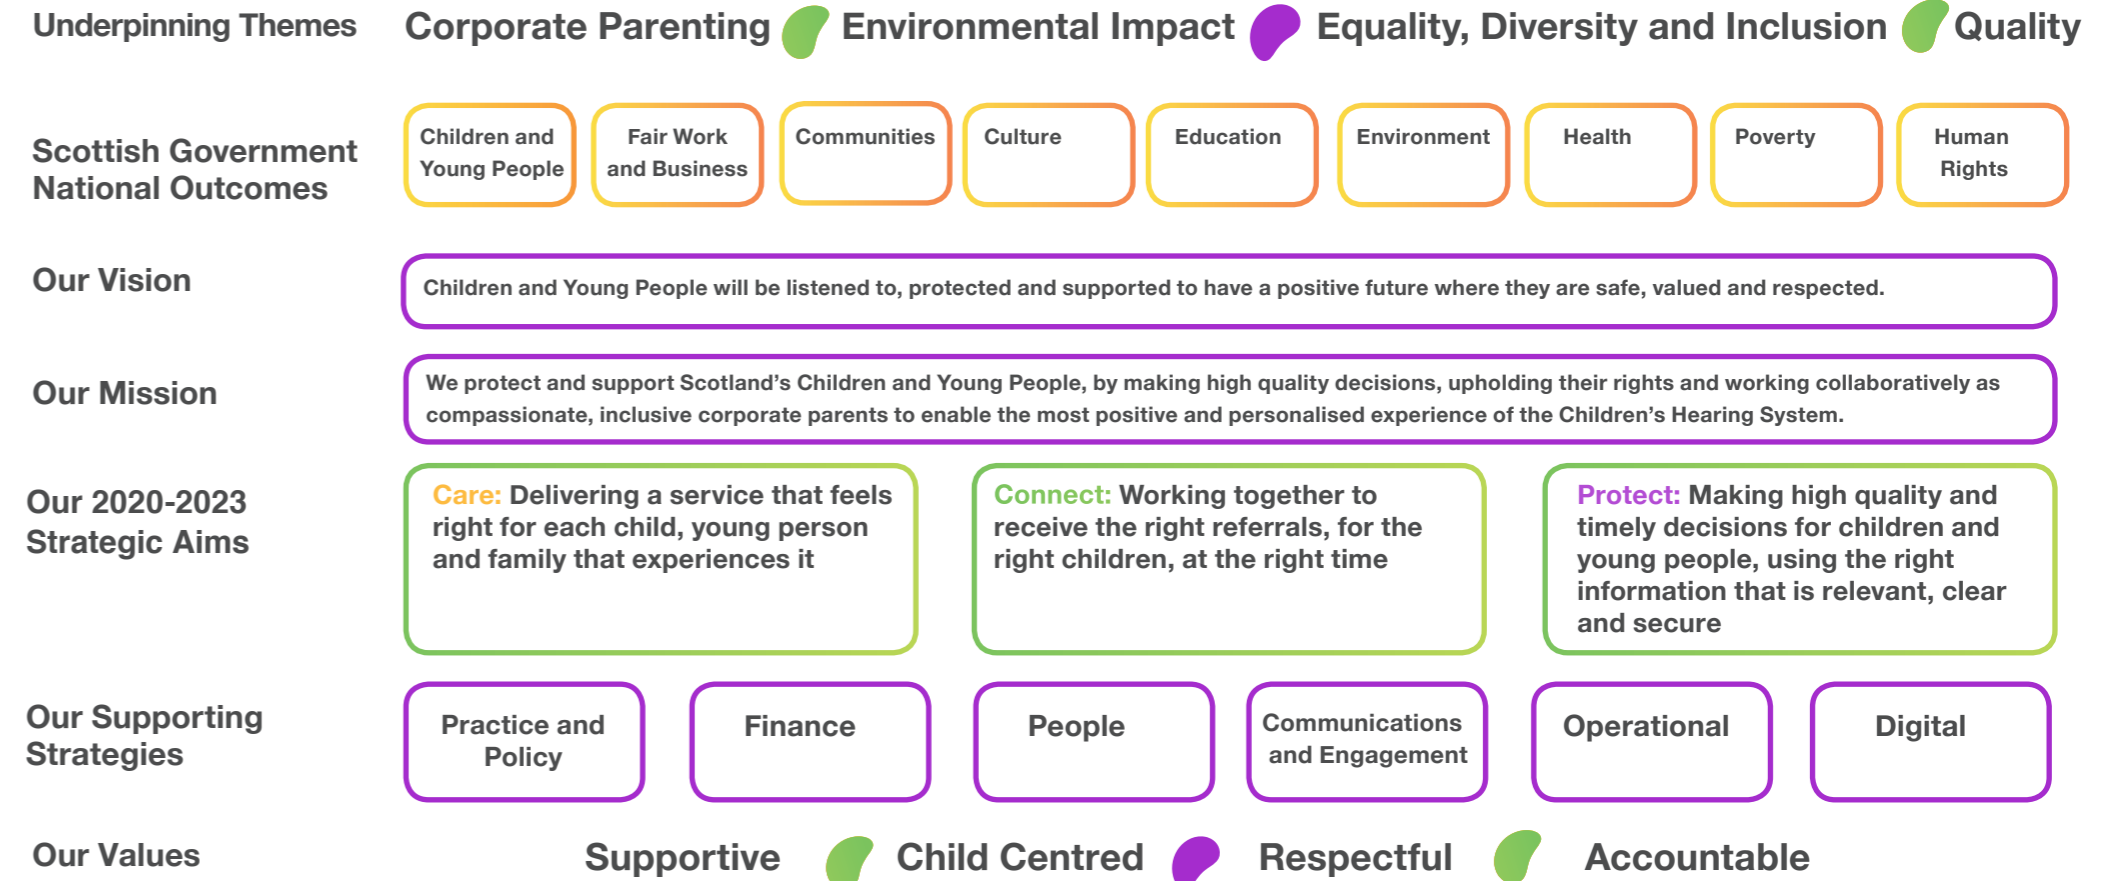 Underpinning Themes
Corporate Parenting Environmental Impact Equality, Diversity and Inclusion Quality
Scottish Government
National Outcomes
Children and
Young People
Fair Work
and Business
Communities
Culture
Education
Environment
Health
Poverty
Human
Rights
Our Vision
Children and Young People will be listened to, protected and supported to have a positive future where they are safe, valued and respected.
Our Mission
We protect and support Scotland’s Children and Young People, by making high quality decisions, upholding their rights and working collaboratively as
compassionate, inclusive corporate parents to enable the most positive and personalised experience of the Children’s Hearing System.
Our 2020-2023
Strategic Aims
Care: Delivering a service that feels
right for each child, young person
and family that experiences it
Connect: Working together to
receive the right referrals, for the
right children, at the right time
Protect: Making high quality and
timely decisions for children and
young people, using the right
information that is relevant, clear
and secure
Our Supporting
Strategies
Practice and
Policy
Finance
People
Communications
and Engagement
Operational
Digital
Our Values
Supportive Child Centred Respectful Accountable